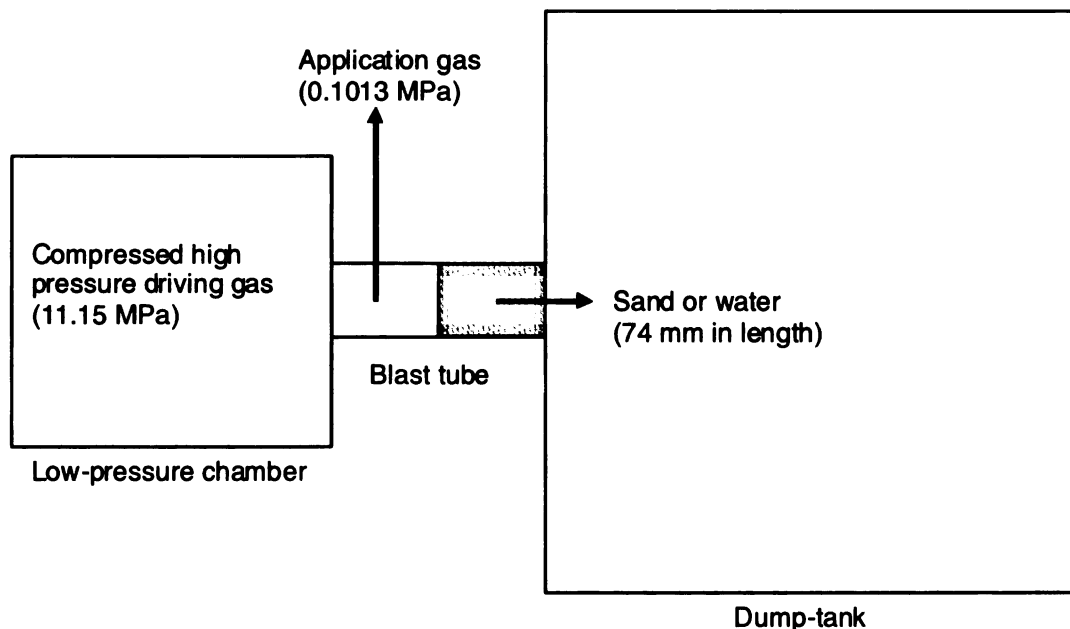 Application gas
(0.1013 MPa)
Compressed high
pressure driving gas
(11.15 MPa)
Sand or water
(74 mm in length)
Blast tube
Low-pressure chamber
Dump-tank